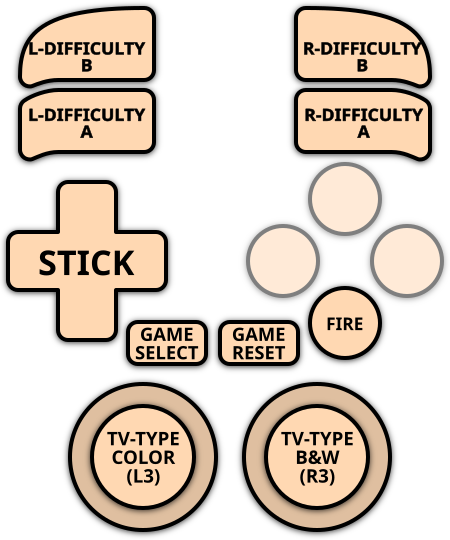 L-DIFFICULTY
B
R-DIFFICULTY
B
L-DIFFICULTY
A
R-DIFFICULTY
A
STICK
FIRE
GAME
SELECT
GAME
RESET
TV-TYPE
COLOR
(L3)
TV-TYPE
B&W
(R3)